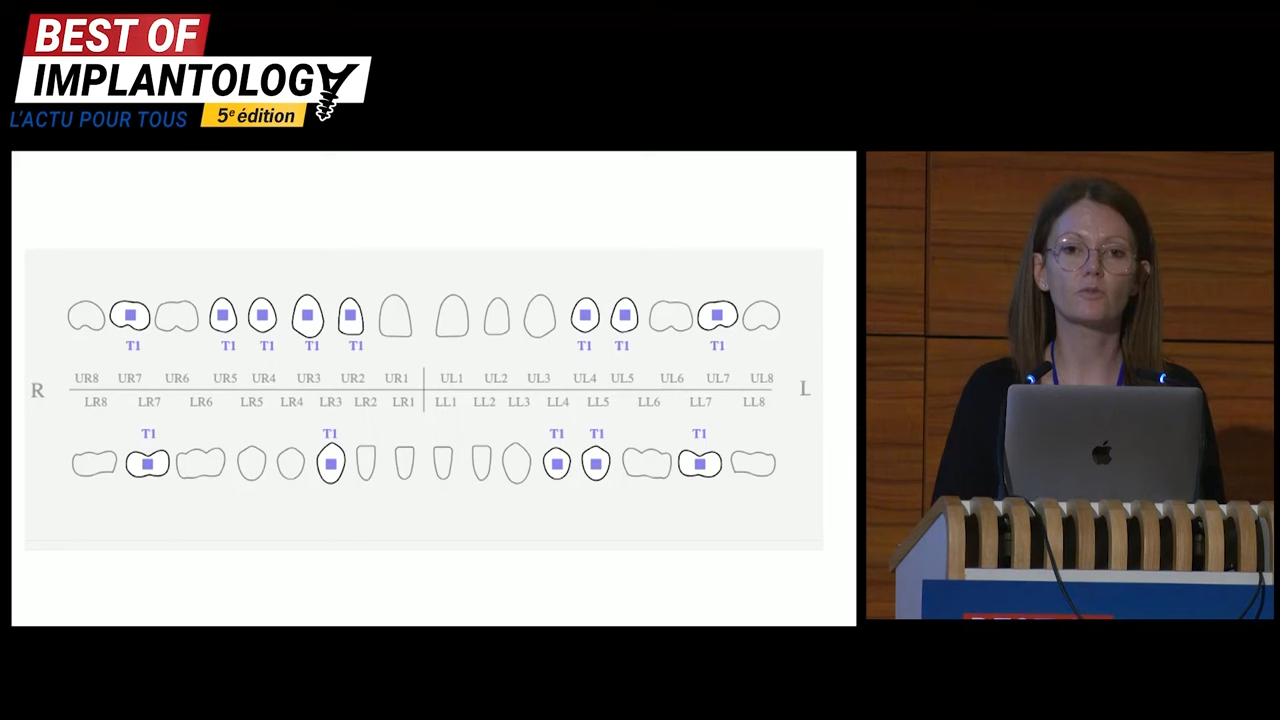 BEST OF
IMPLANTOLOGY
L'ACTU POUR TOUS
5e édition
T1 T1 T1 T1 T1 T1 T1 T1
UR8 UR7 UR6 UR5 UR4 UR3 UR2 UR1 UL1 UL2 UL3 UL4 UL5 UL6 UL7 UL8
R L
LR8 LR7 LR6 LR5 LR4 LR3 LR2 LR1 LL1 LL2 LL3 LL4 LL5 LL6 LL7 LL8
T1 T1 T1 T1 T1